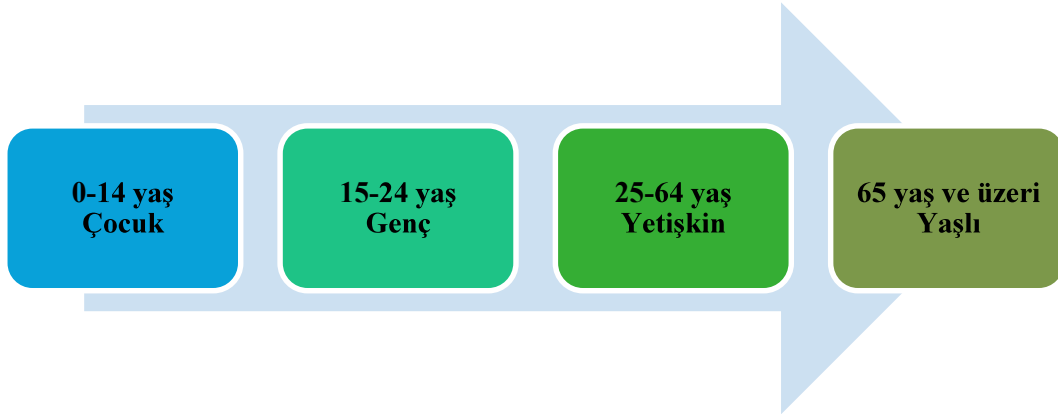 0-14 yaş
Çocuk
15-24 yaş
Genç
25-64 yaş
Yetişkin
65 yaş ve üzeri
Yaşlı